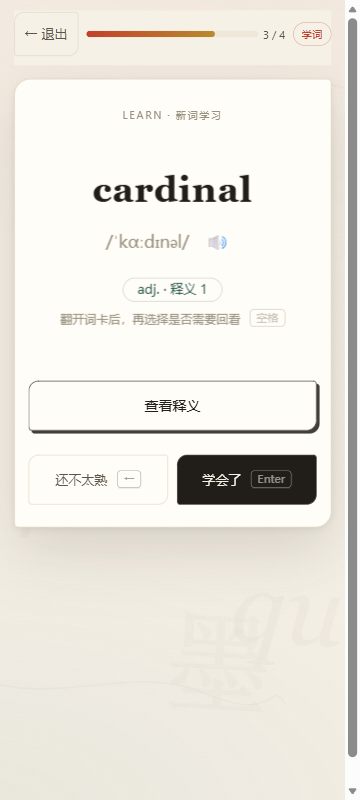 ← 退出
3 / 4
学词
LEARN · 新词学习
cardinal
/ˈkɑːdɪnəl/
adj. · 释义 1
翻开词卡后，再选择是否需要回看 空格
查看释义
还不太熟 ←
学会了 Enter
qu
墨